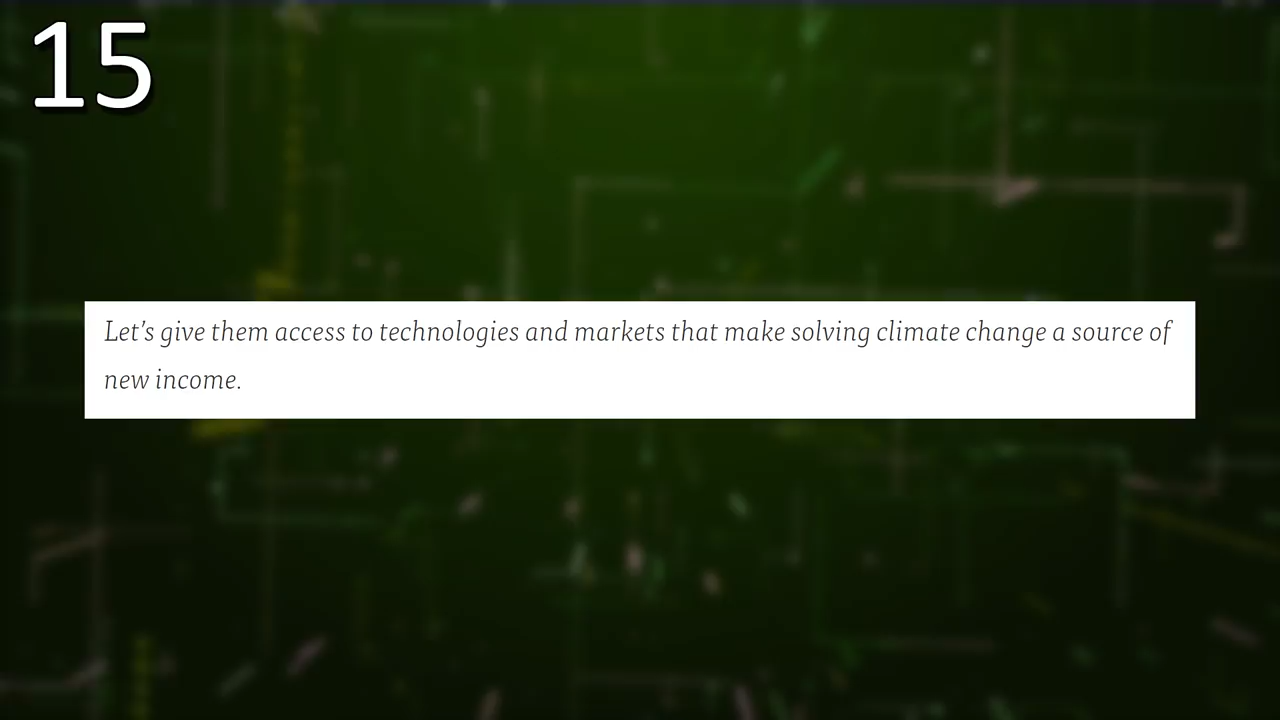 15
Let’s give them access to technologies and markets that make solving climate change a source of
new income.